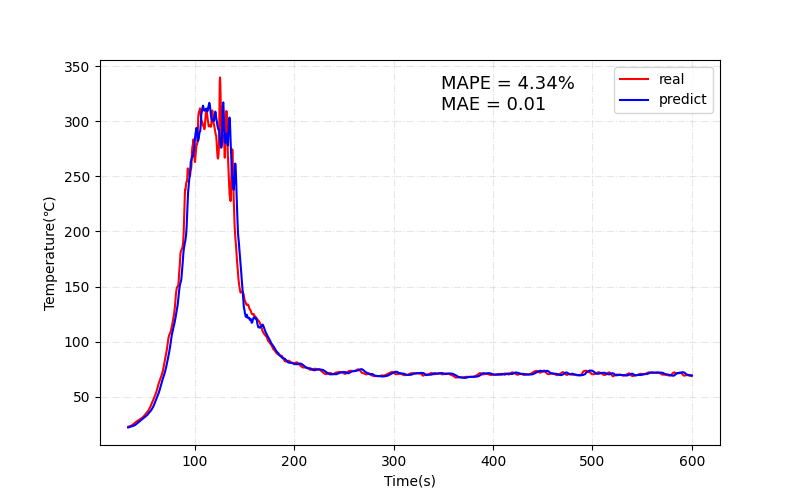 MAPE = 4.34%
MAE = 0.01
real
predict
Temperature(℃)
350
300
250
200
150
100
50
100
200
300
400
500
600
Time(s)